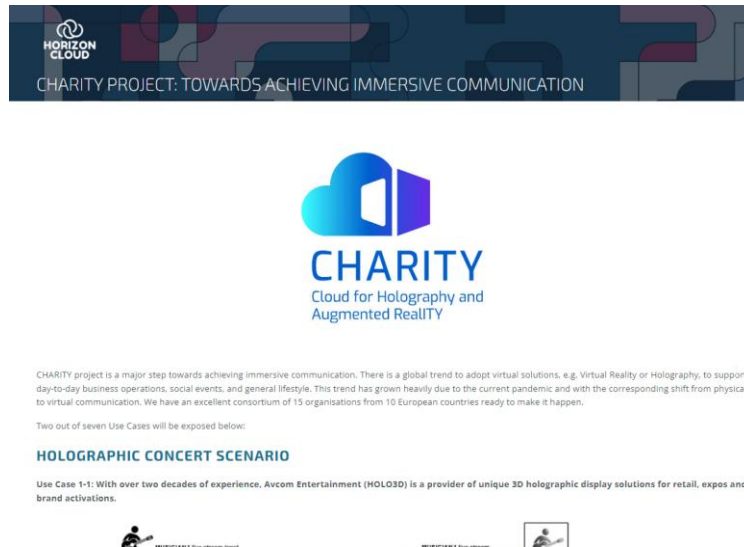 HORIZON
CLOUD
CHARITY PROJECT: TOWARDS ACHIEVING IMMERSIVE COMMUNICATION
CHARITY
Cloud for Holography and
Augmented RealITY
CHARITY project is a major step towards achieving immersive communication. There is a global trend to adopt virtual solutions, e.g. Virtual Reality or Holography, to suppor
day-to-day business operations, social events, and general lifestyle. This trend has grown heavily due to the current pandemic and with the corresponding shift from physica
to virtual communication. We have an excellent consortium of 15 organisations from 10 European countries ready to make it happen.
Two out of seven Use Cases will be exposed below:
HOLOGRAPHIC CONCERT SCENARIO
Use Case 1-1: With over two decades of experience, Avcom Entertainment (HOLO3D) is a provider of unique 3D holographic display solutions for retail, expos and
brand activations.